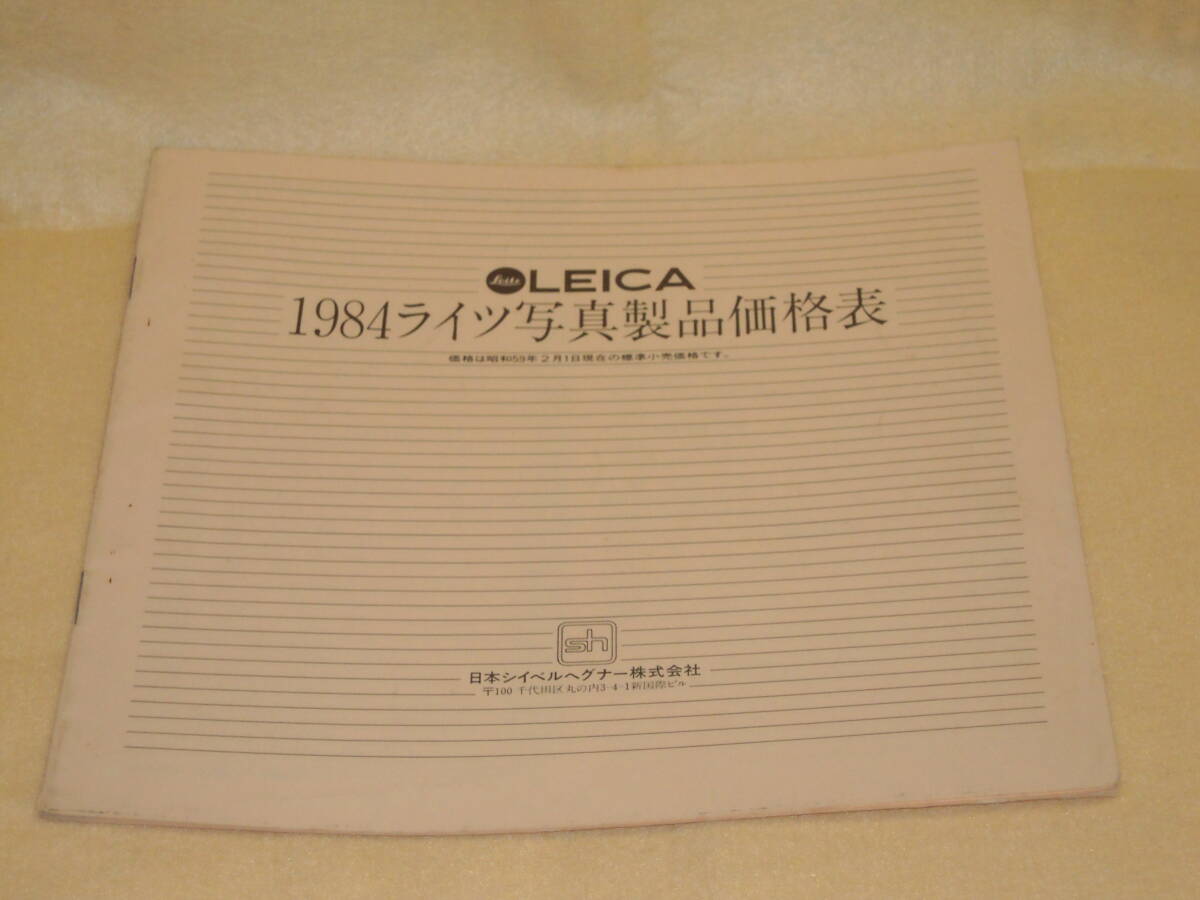 Leitz LEICA
1984ライツ写真製品価格表
価格は昭和59年2月1日現在の標準小売価格です。
sh
日本シイベルヘグナー株式会社
〒100 千代田区丸の内3-4-1新国際ビル